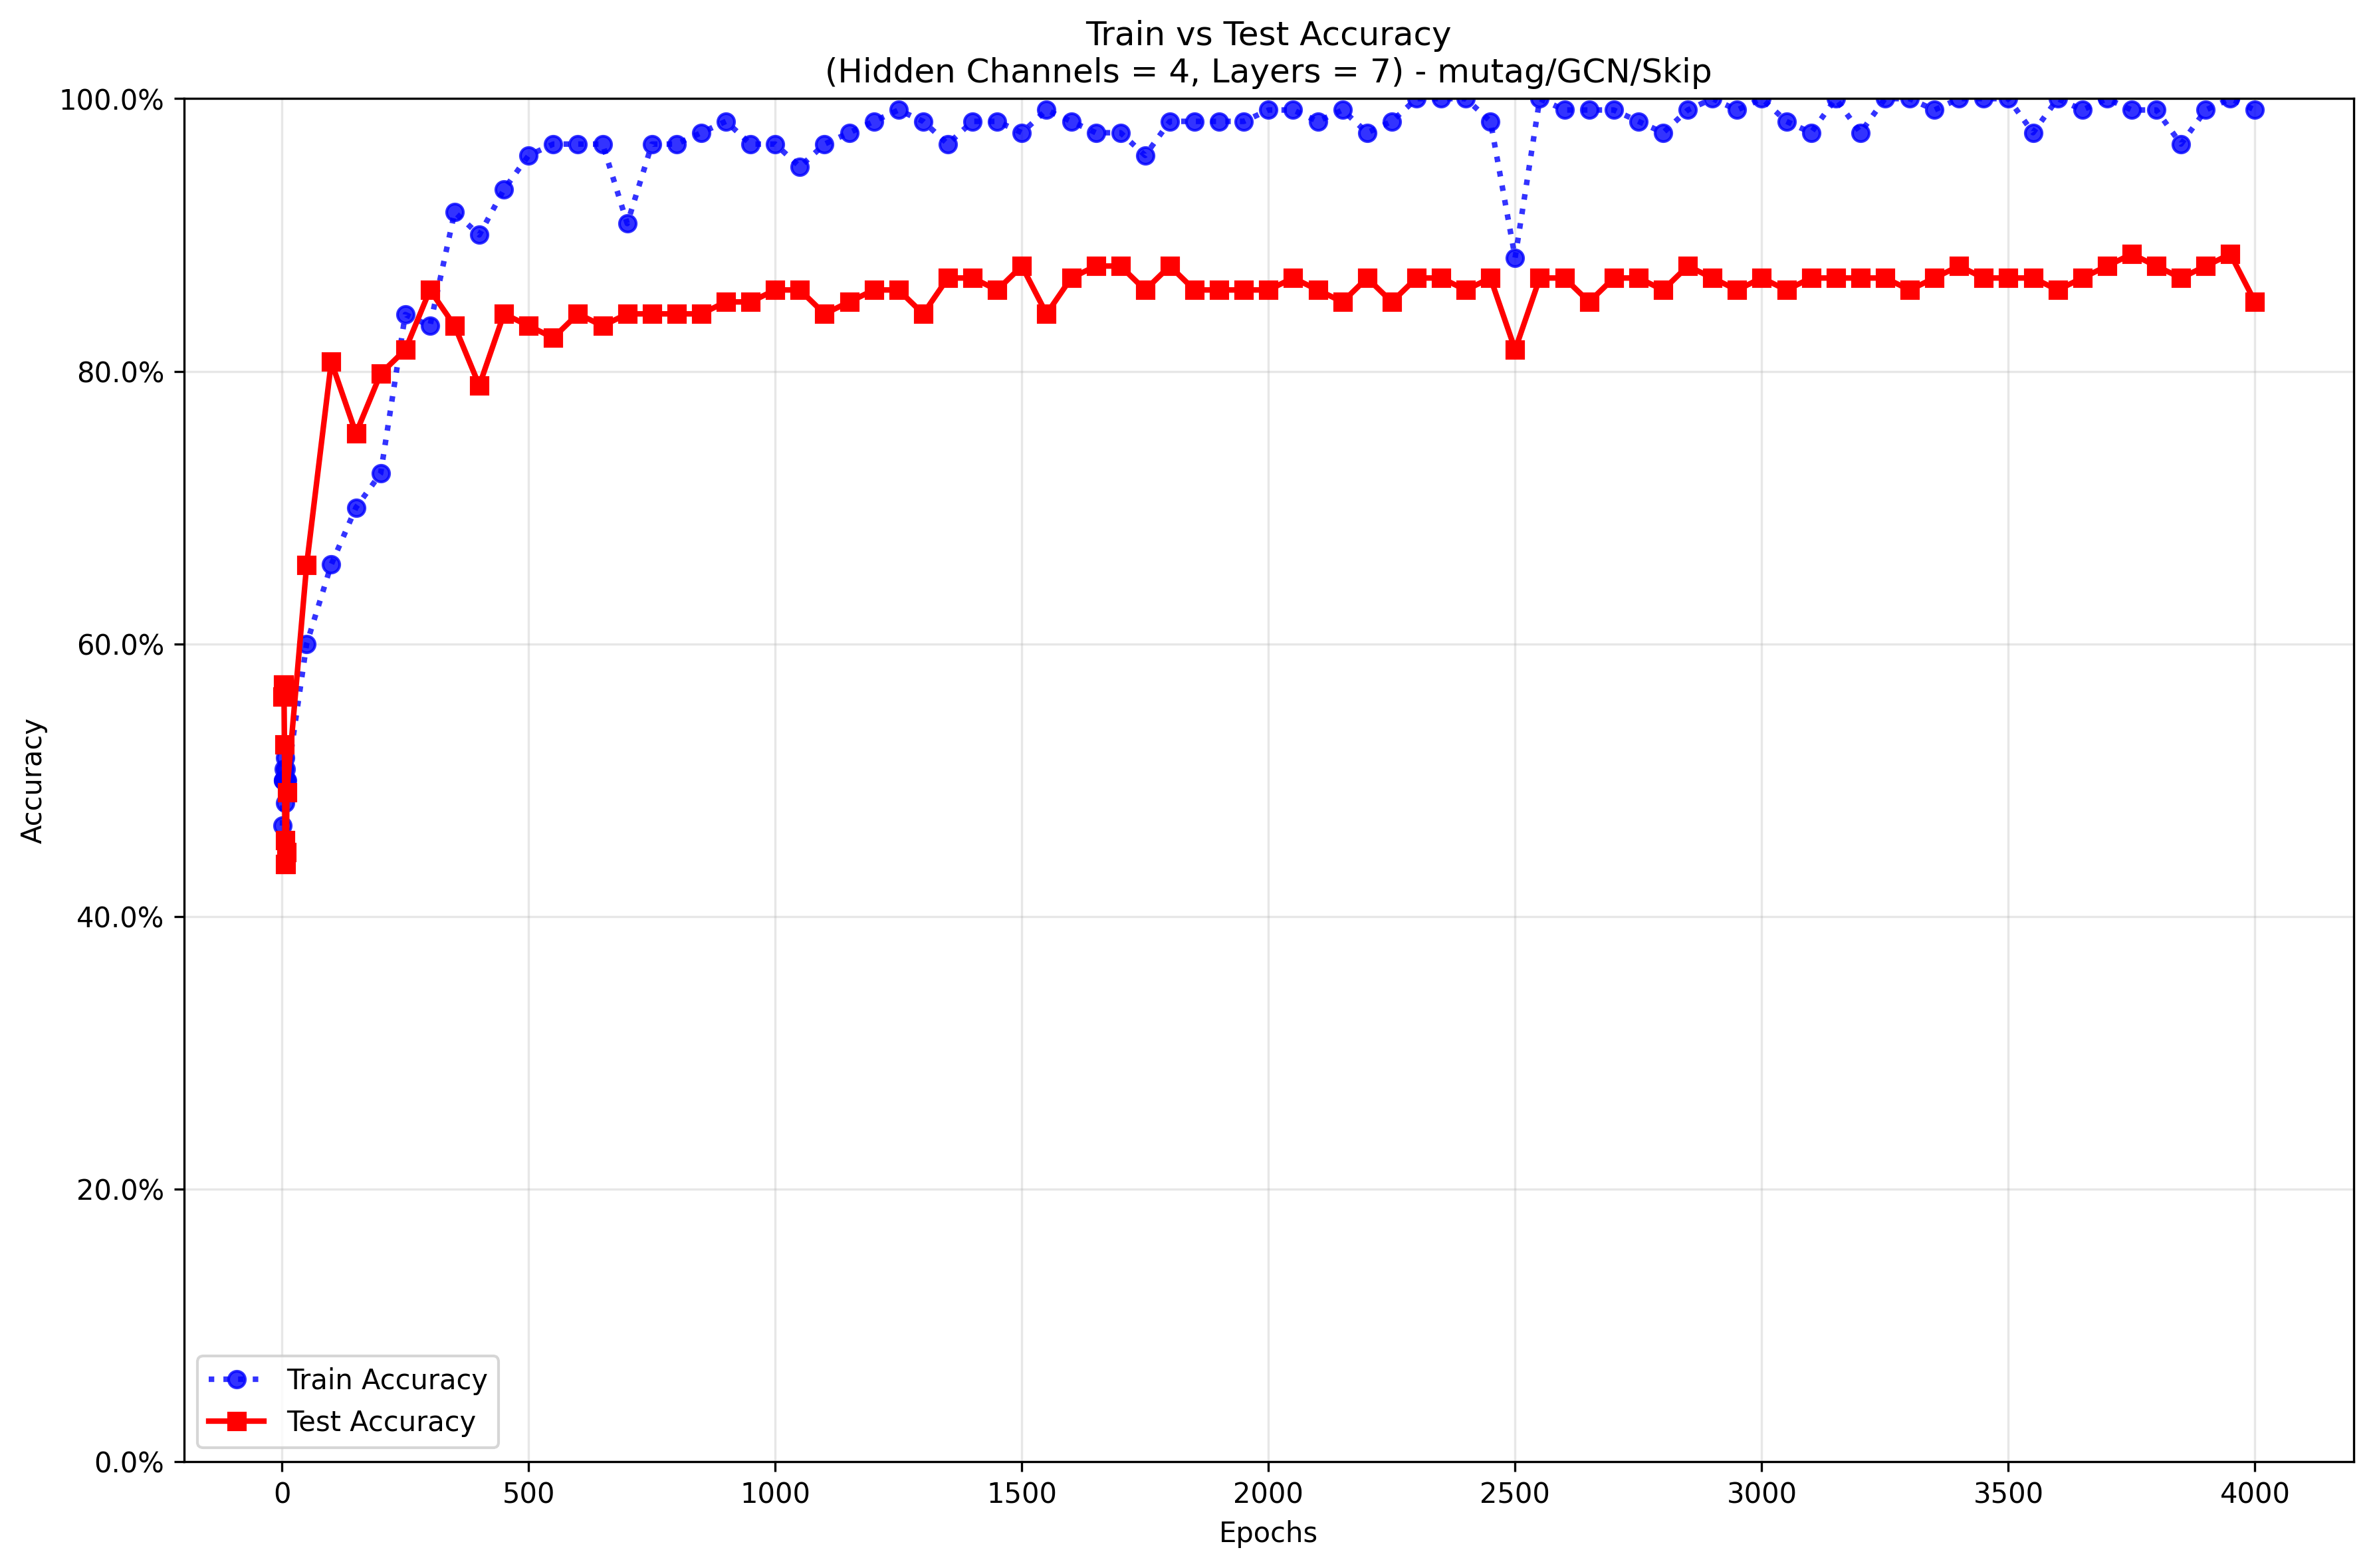 Train vs Test Accuracy
(Hidden Channels = 4, Layers = 7) - mutag/GCN/Skip
100.0%
80.0%
60.0%
40.0%
20.0%
0.0%
Accuracy
Train Accuracy
Test Accuracy
0 500 1000 1500 2000 2500 3000 3500 4000
Epochs